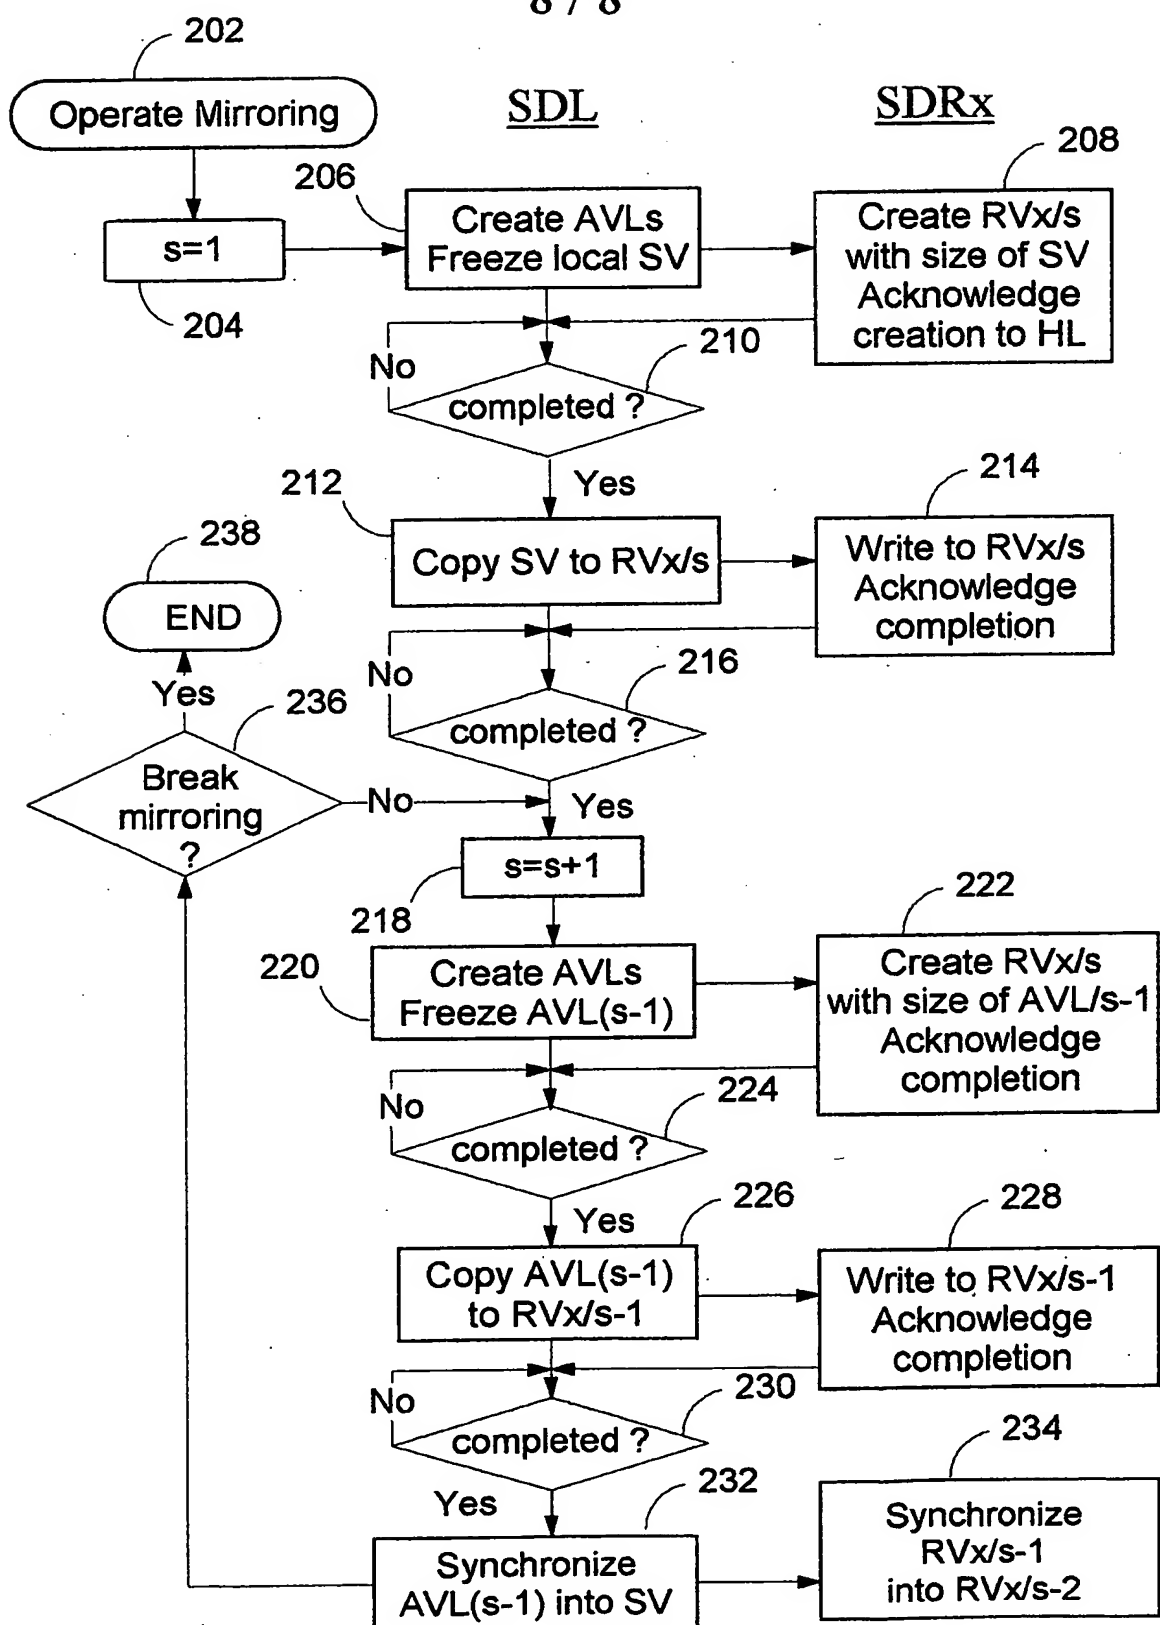 8 / 8
202
Operate Mirroring
SDL
SDRx
208
206
s=1
204
Create AVLs
Freeze local SV
Create RVx/s
with size of SV
Acknowledge
creation to HL
210
No
completed ?
Yes
212
214
Copy SV to RVx/s
Write to RVx/s
Acknowledge
completion
238
END
216
No
completed ?
Yes
236
Break
mirroring
?
No
Yes
s=s+1
218
222
220
Create AVLs
Freeze AVL(s-1)
Create RVx/s
with size of AVL/s-1
Acknowledge
completion
224
No
completed ?
Yes
226
228
Copy AVL(s-1)
to RVx/s-1
Write to RVx/s-1
Acknowledge
completion
230
No
completed ?
Yes
232
234
Synchronize
AVL(s-1) into SV
Synchronize
RVx/s-1
into RVx/s-2